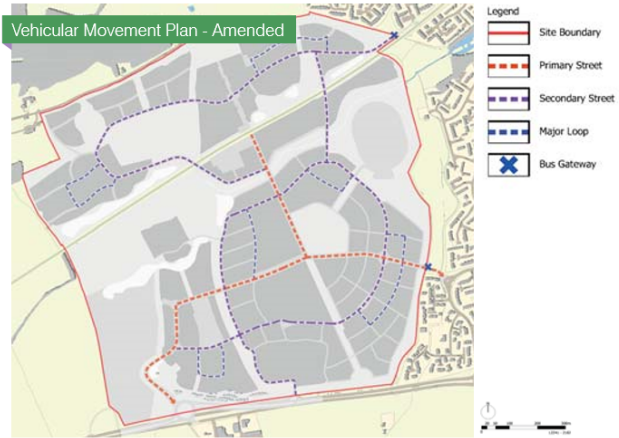 Vehicular Movement Plan - Amended
Legend
Site Boundary
Primary Street
Secondary Street
Major Loop
Bus Gateway